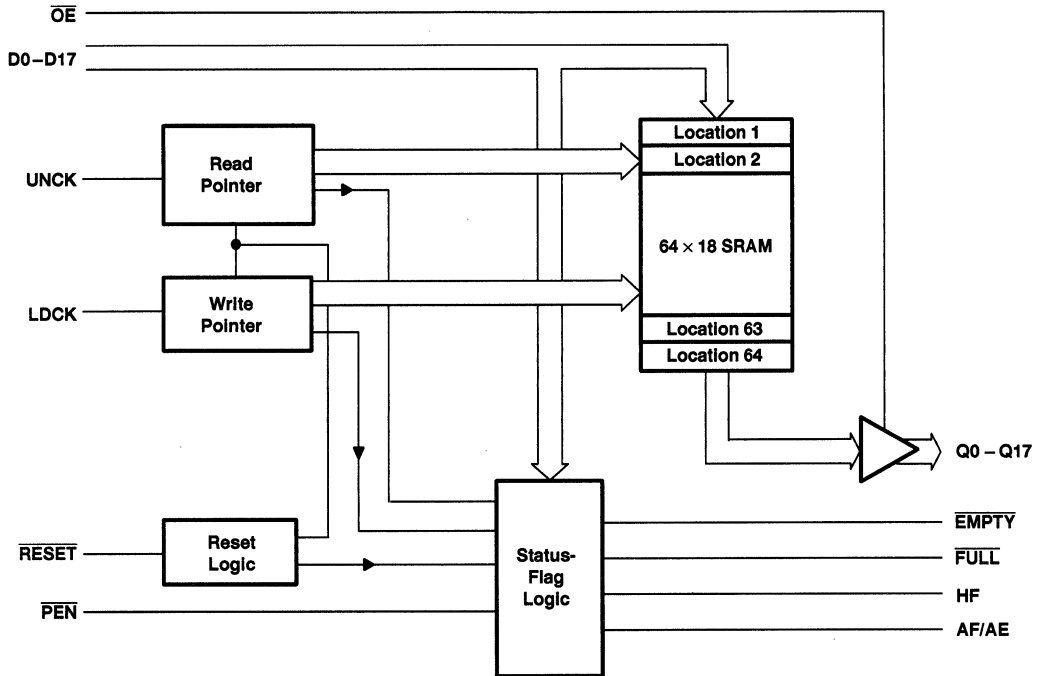 OE
D0–D17
Location 1
Location 2
Read
Pointer
UNCK
64 × 18 SRAM
Write
Pointer
LDCK
Location 63
Location 64
Q0 – Q17
EMPTY
Reset
Logic
RESET
Status-
Flag
Logic
FULL
HF
PEN
AF/AE